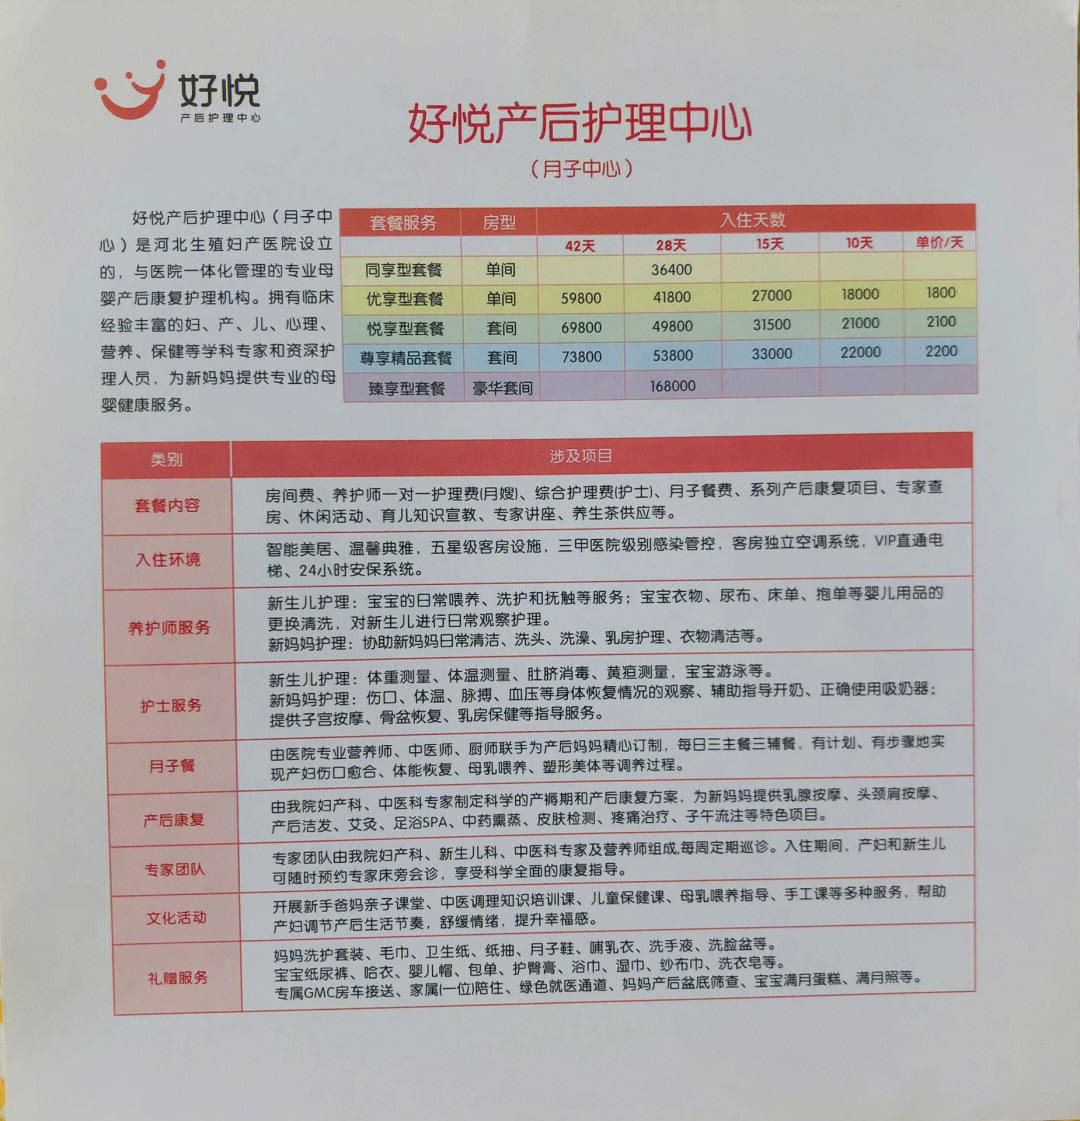 好悦
产后护理中心
好悦产后护理中心
（月子中心）
好悦产后护理中心（月子中
心）是河北生殖妇产医院设立
的，与医院一体化管理的专业母
婴产后康复护理机构。拥有临床
经验丰富的妇、产、儿、心理、
营养、保健等学科专家和资深护
理人员，为新妈妈提供专业的母
婴健康服务。
套餐服务 房型 入住天数
42天 28天 15天 10天 单价/天
同享型套餐 单间 36400
优享型套餐 单间 59800 41800 27000 18000 1800
悦享型套餐 套间 69800 49800 31500 21000 2100
尊享精品套餐 套间 73800 53800 33000 22000 2200
臻享型套餐 豪华套间 168000
类别 涉及项目
套餐内容
房间费、养护师一对一护理费(月嫂)、综合护理费(护士)、月子餐费、系列产后康复项目、专家查
房、休闲活动、育儿知识宣教、专家讲座、养生茶供应等。
入住环境
智能美居、温馨典雅，五星级客房设施，三甲医院级别感染管控，客房独立空调系统，VIP直通电
梯、24小时安保系统。
养护师服务
新生儿护理：宝宝的日常喂养、洗护和抚触等服务；宝宝衣物、尿布、床单、抱单等婴儿用品的
更换清洗，对新生儿进行日常观察护理。
新妈妈护理：协助新妈妈日常清洁、洗头、洗澡、乳房护理、衣物清洁等。
护士服务
新生儿护理：体重测量、体温测量、肚脐消毒、黄疸测量，宝宝游泳等。
新妈妈护理：伤口、体温、脉搏、血压等身体恢复情况的观察、辅助指导开奶、正确使用吸奶器；
提供子宫按摩、骨盆恢复、乳房保健等指导服务。
月子餐
由医院专业营养师、中医师、厨师联手为产后妈妈精心订制，每日三主餐三辅餐，有计划、有步骤地实
现产妇伤口愈合、体能恢复、母乳喂养、塑形美体等调养过程。
产后康复
由我院妇产科、中医科专家制定科学的产褥期和产后康复方案，为新妈妈提供乳腺按摩、头颈肩按摩、
产后洁发、艾灸、足浴SPA、中药熏蒸、皮肤检测、疼痛治疗、子午流注等特色项目。
专家团队
专家团队由我院妇产科、新生儿科、中医科专家及营养师组成,每周定期巡诊。入住期间，产妇和新生儿
可随时预约专家床旁会诊，享受科学全面的康复指导。
文化活动
开展新手爸妈亲子课堂、中医调理知识培训课、儿童保健课、母乳喂养指导、手工课等多种服务，帮助
产妇调节产后生活节奏，舒缓情绪，提升幸福感。
礼赠服务
妈妈洗护套装、毛巾、卫生纸、纸抽、月子鞋、哺乳衣、洗手液、洗脸盆等。
宝宝纸尿裤、哈衣、婴儿帽、包单、护臀膏、浴巾、湿巾、纱布巾、洗衣皂等。
专属GMC房车接送、家属(一位)陪住、绿色就医通道、妈妈产后盆底筛查、宝宝满月蛋糕、满月照等。